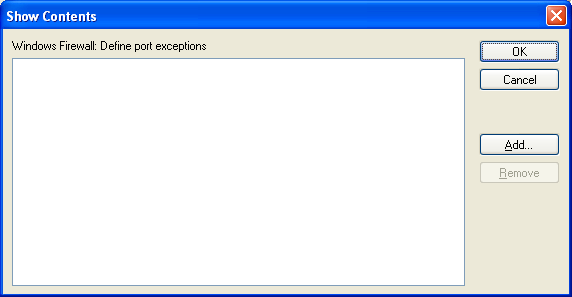 Show Contents
Windows Firewall: Define port exceptions
OK
Cancel
Add...
Remove